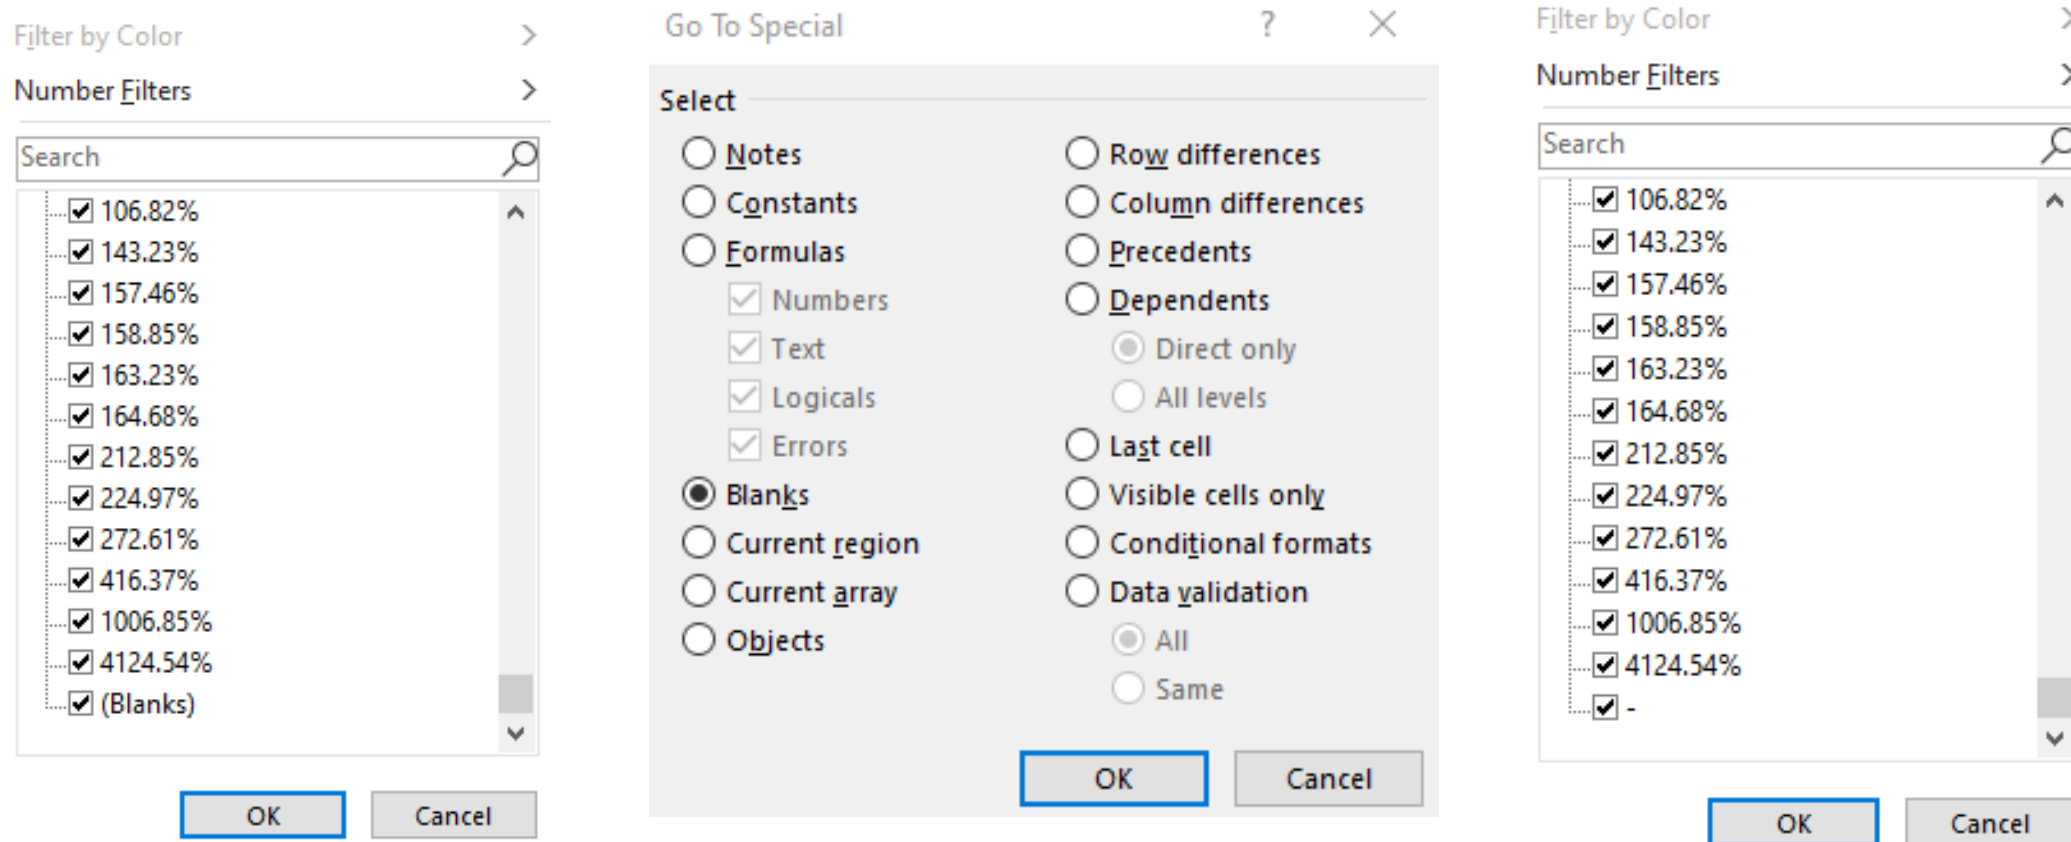 Filter by Color
Number Filters
Search
106.82%
143.23%
157.46%
158.85%
163.23%
164.68%
212.85%
224.97%
272.61%
416.37%
1006.85%
4124.54%
(Blanks)
OK Cancel
Go To Special ?
Select
Notes
Constants
Formulas
Numbers
Text
Logicals
Errors
Blanks
Current region
Current array
Objects
Row differences
Column differences
Precedents
Dependents
Direct only
All levels
Last cell
Visible cells only
Conditional formats
Data validation
All
Same
OK Cancel
Filter by Color
Number Filters
Search
106.82%
143.23%
157.46%
158.85%
163.23%
164.68%
212.85%
224.97%
272.61%
416.37%
1006.85%
4124.54%
-
OK Cancel